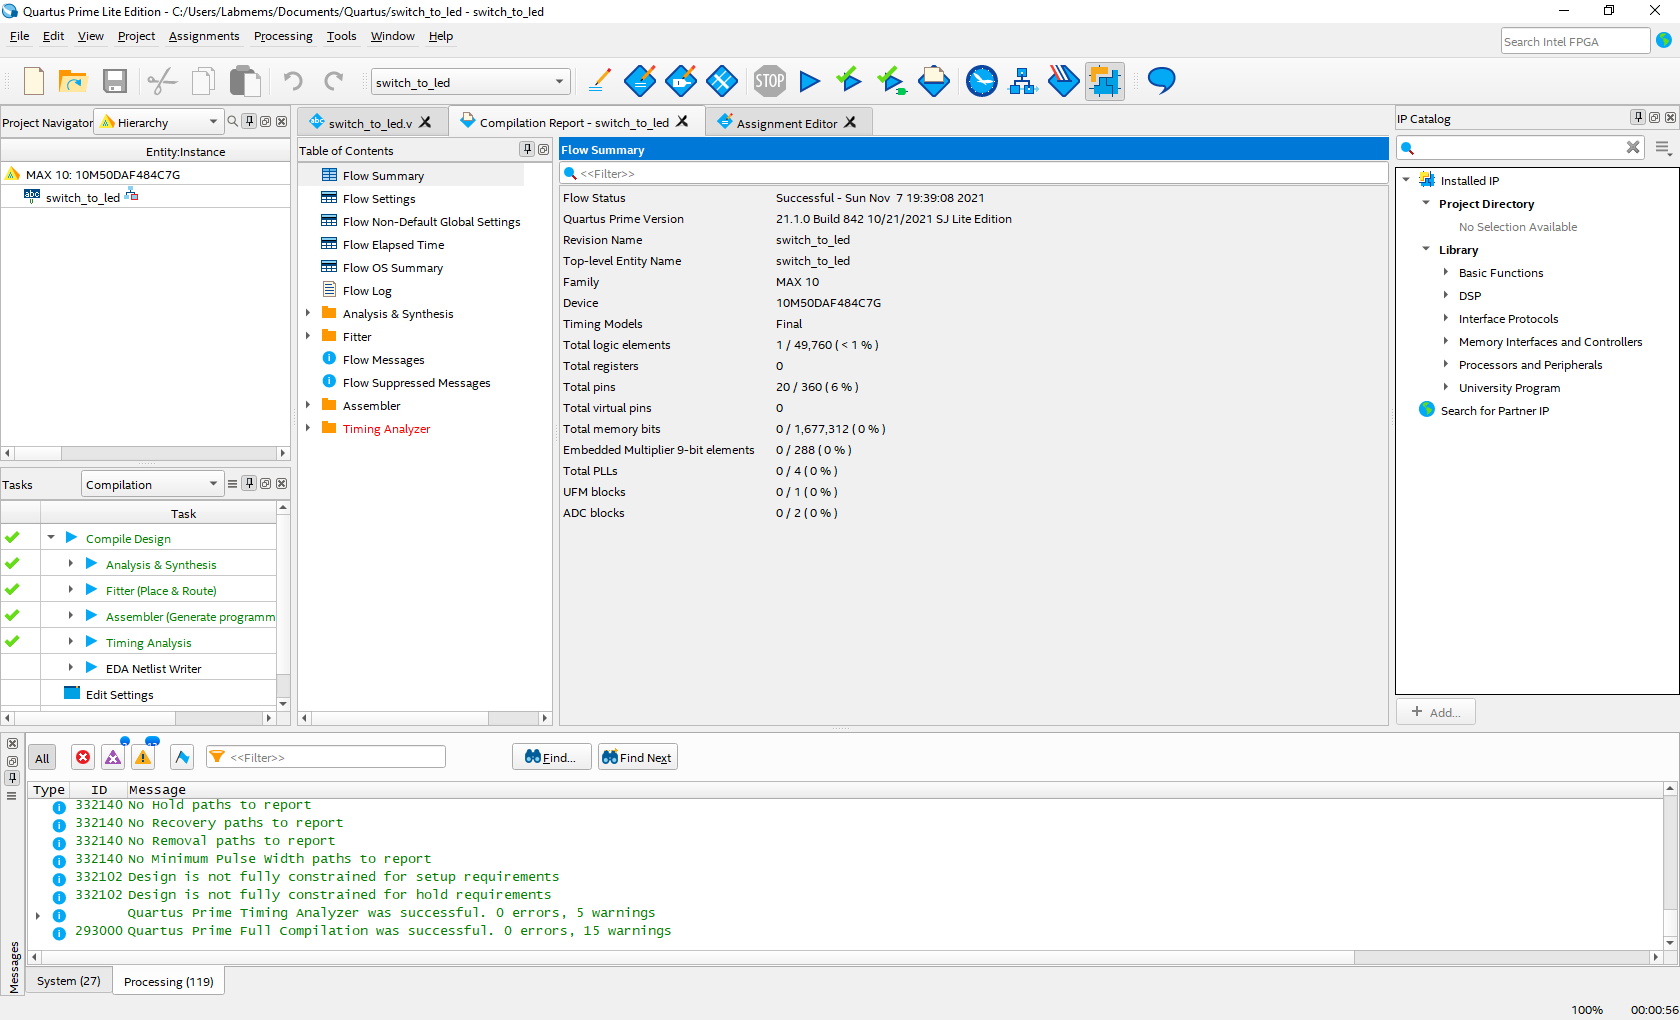 Quartus Prime Lite Edition - C:/Users/Labmems/Documents/Quartus/switch_to_led - switch_to_led
File Edit View Project Assignments Processing Tools Window Help
Search Intel FPGA
switch_to_led
STOP
Project Navigator Hierarchy
Entity:Instance
MAX 10: 10M50DAF484C7G
abc switch_to_led
Tasks Compilation
Task
Compile Design
Analysis & Synthesis
Fitter (Place & Route)
Assembler (Generate programm
Timing Analysis
EDA Netlist Writer
Edit Settings
switch_to_led.v
Compilation Report - switch_to_led
Assignment Editor
Table of Contents
Flow Summary
Flow Settings
Flow Non-Default Global Settings
Flow Elapsed Time
Flow OS Summary
Flow Log
Analysis & Synthesis
Fitter
Flow Messages
Flow Suppressed Messages
Assembler
Timing Analyzer
Flow Summary
<<Filter>>
Flow Status Successful - Sun Nov 7 19:39:08 2021
Quartus Prime Version 21.1.0 Build 842 10/21/2021 SJ Lite Edition
Revision Name switch_to_led
Top-level Entity Name switch_to_led
Family MAX 10
Device 10M50DAF484C7G
Timing Models Final
Total logic elements 1 / 49,760 ( < 1 % )
Total registers 0
Total pins 20 / 360 ( 6 % )
Total virtual pins 0
Total memory bits 0 / 1,677,312 ( 0 % )
Embedded Multiplier 9-bit elements 0 / 288 ( 0 % )
Total PLLs 0 / 4 ( 0 % )
UFM blocks 0 / 1 ( 0 % )
ADC blocks 0 / 2 ( 0 % )
IP Catalog
Installed IP
Project Directory
No Selection Available
Library
Basic Functions
DSP
Interface Protocols
Memory Interfaces and Controllers
Processors and Peripherals
University Program
Search for Partner IP
+ Add...
All
<<Filter>>
Find...
Find Next
Type ID Message
332140 No Hold paths to report
332140 No Recovery paths to report
332140 No Removal paths to report
332140 No Minimum Pulse Width paths to report
332102 Design is not fully constrained for setup requirements
332102 Design is not fully constrained for hold requirements
Quartus Prime Timing Analyzer was successful. 0 errors, 5 warnings
293000 Quartus Prime Full Compilation was successful. 0 errors, 15 warnings
Messages
System (27)
Processing (119)
100% 00:00:56